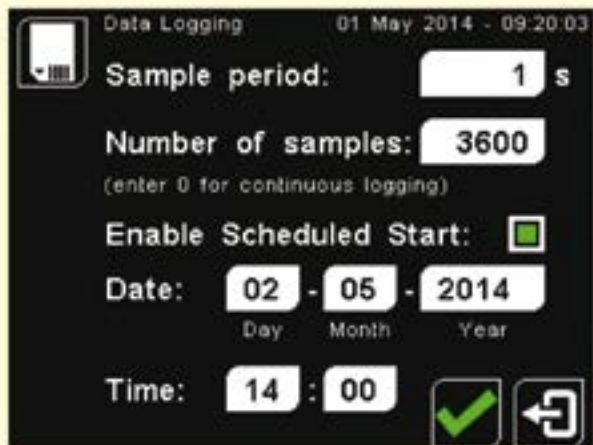 Data Logging 01 May 2014 - 09:20:03
Sample period: 1 s
Number of samples: 3600
(enter 0 for continuous logging)
Enable Scheduled Start:
Date: 02 - 05 - 2014
Day Month Year
Time: 14 : 00